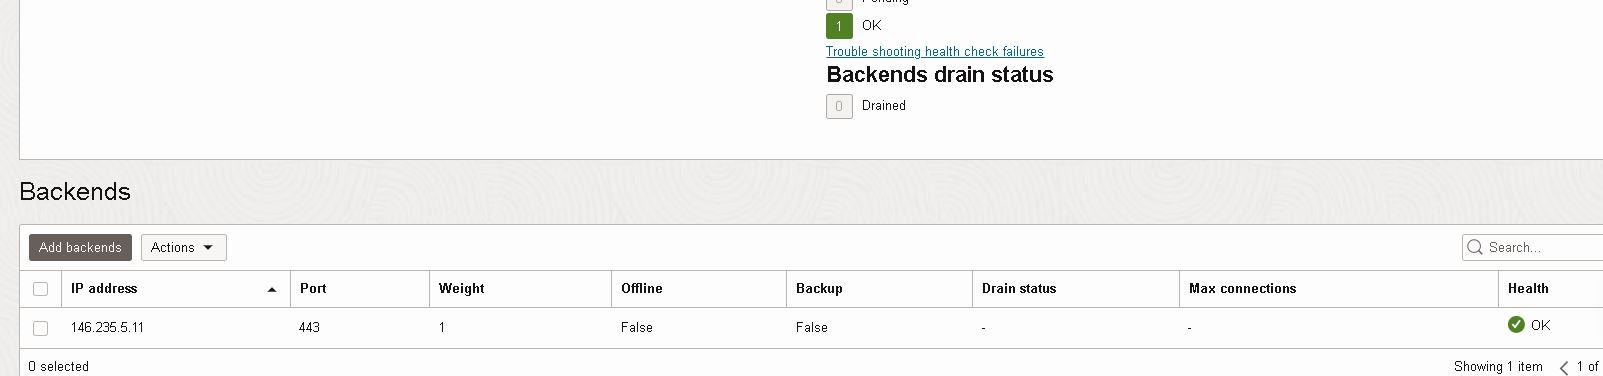 0 Pending
1 OK
Trouble shooting health check failures
Backends drain status
0 Drained
Backends
Add backends Actions
Search...
IP address Port Weight Offline Backup Drain status Max connections Health
146.235.5.11 443 1 False False - - OK
0 selected Showing 1 item 1 of